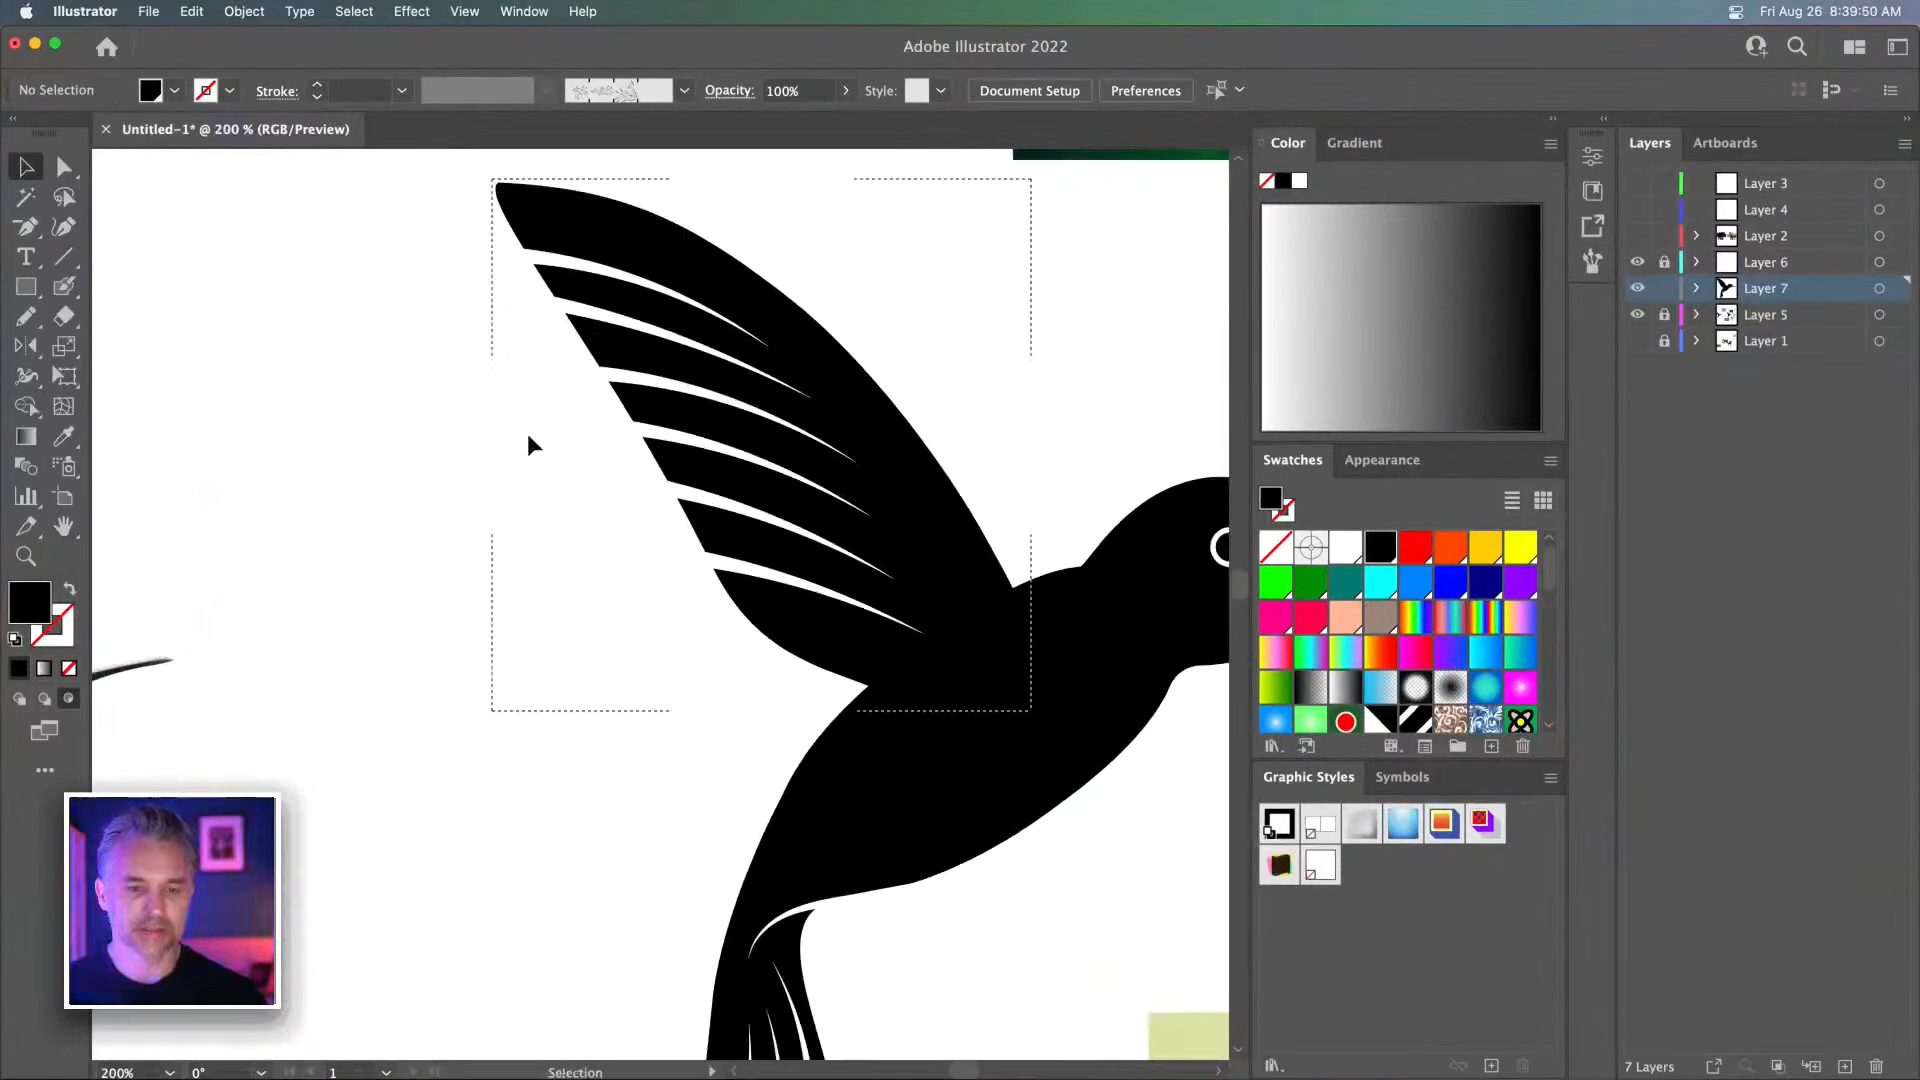 Illustrator File Edit Object Type Select Effect View Window Help Fri Aug 26 8:39:50 AM
Adobe Illustrator 2022
No Selection Stroke: Opacity: 100% Style: Document Setup Preferences
Untitled-1* @ 200 % (RGB/Preview)
Color Gradient
Layers Artboards
Layer 3
Layer 4
Layer 2
Layer 6
Layer 7
Layer 5
Layer 1
Swatches Appearance
Graphic Styles Symbols
200% 0° 1 Selection
7 Layers